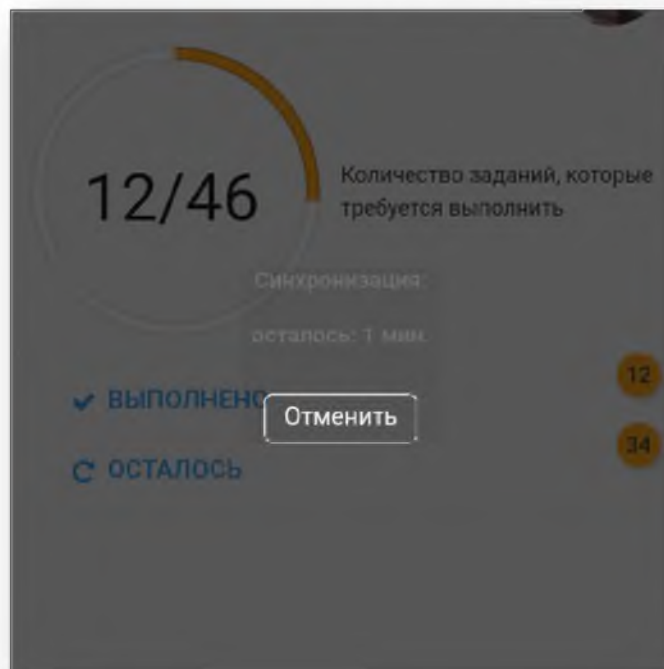 12/46
Количество заданий, которые
требуется выполнить
Синхронизация:
осталось: 1 мин.
ВЫПОЛНЕНО
12
Отменить
ОСТАЛОСЬ
34